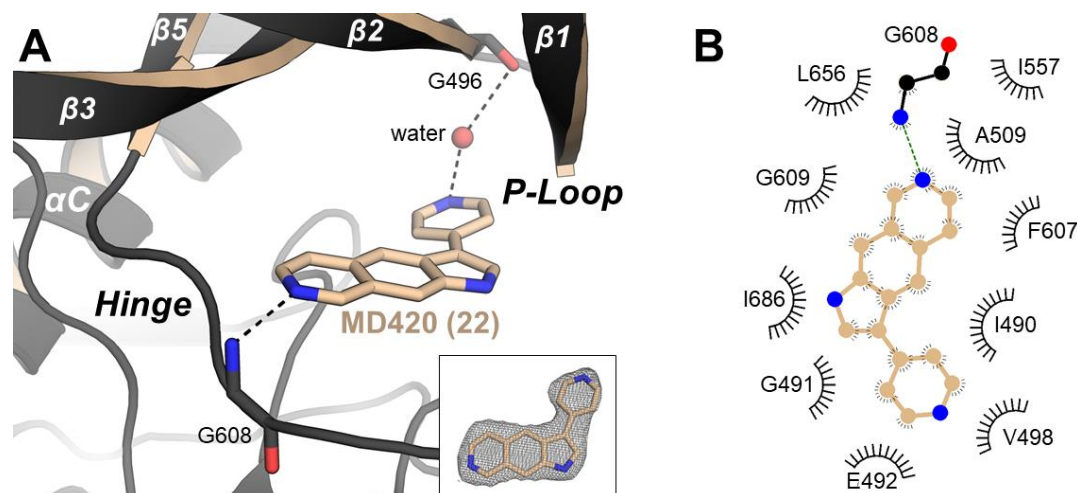 A
β5
β2
β1
β3
G496
water
αC
P-Loop
Hinge
MD420 (22)
G608
B
G608
L656
I557
A509
G609
F607
I686
I490
G491
V498
E492